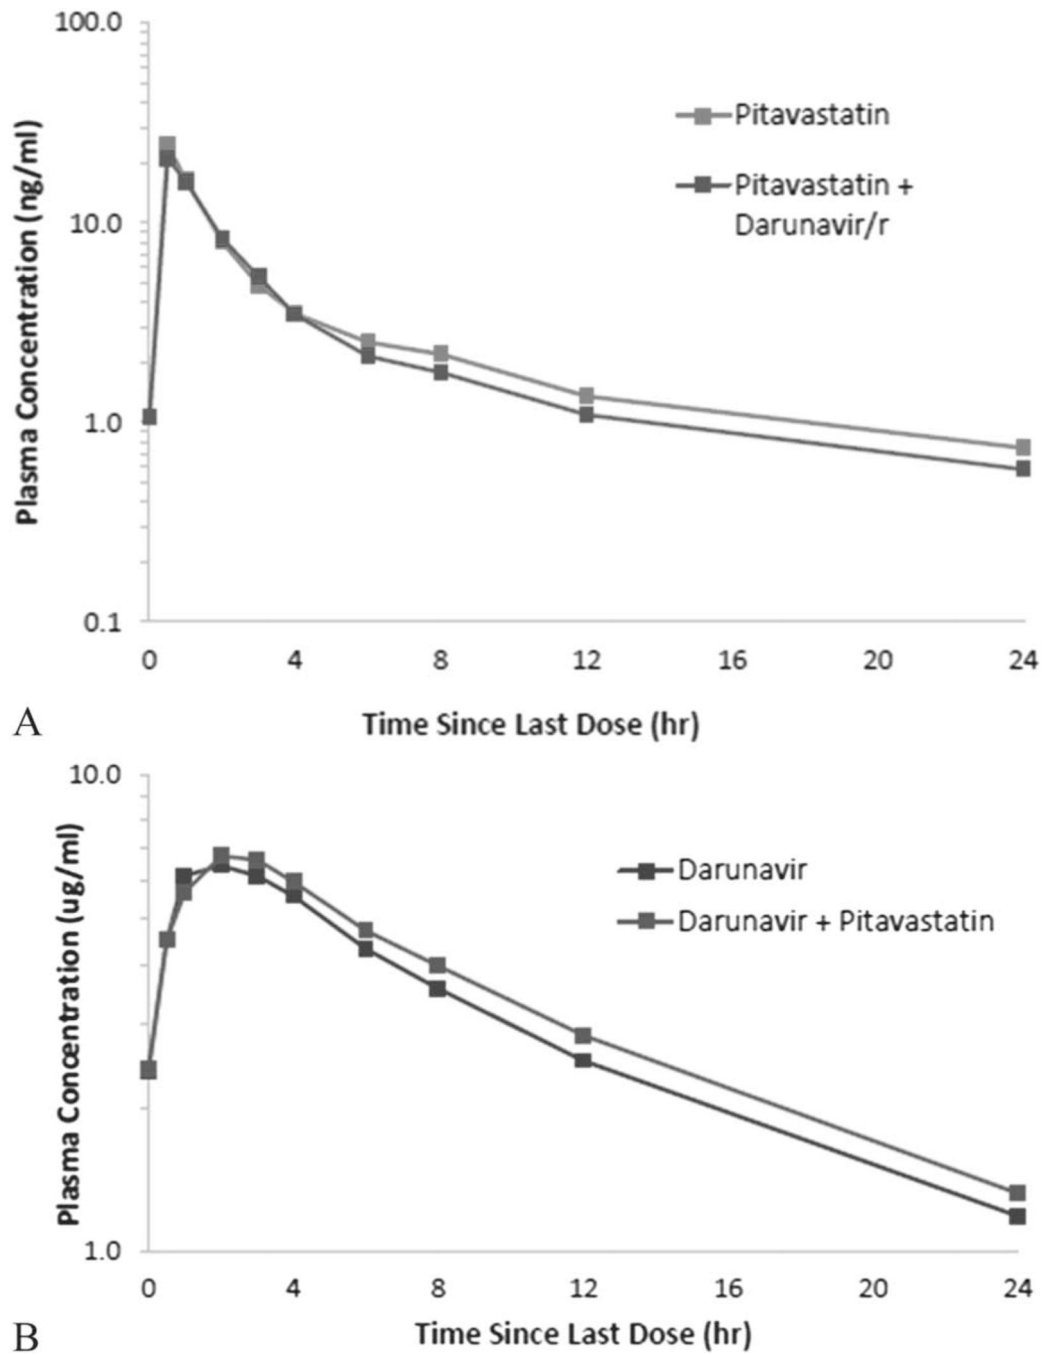 100.0
10.0
1.0
0.1
Plasma Concentration (ng/ml)
Pitavastatin
Pitavastatin +
Darunavir/r
0 4 8 12 16 20 24
Time Since Last Dose (hr)
A
10.0
1.0
Plasma Concentration (ug/ml)
Darunavir
Darunavir + Pitavastatin
0 4 8 12 16 20 24
Time Since Last Dose (hr)
B